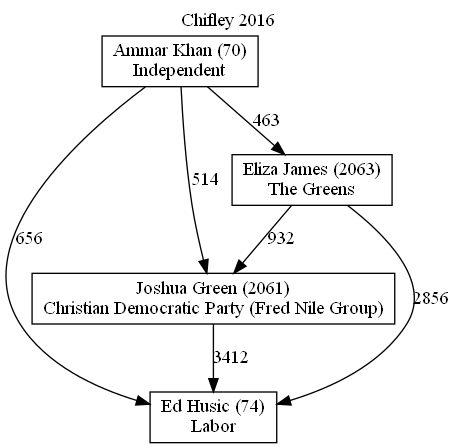 Chifley 2016
Ammar Khan (70)
Independent
463
Eliza James (2063)
The Greens
514
656
932
2856
Joshua Green (2061)
Christian Democratic Party (Fred Nile Group)
3412
Ed Husic (74)
Labor